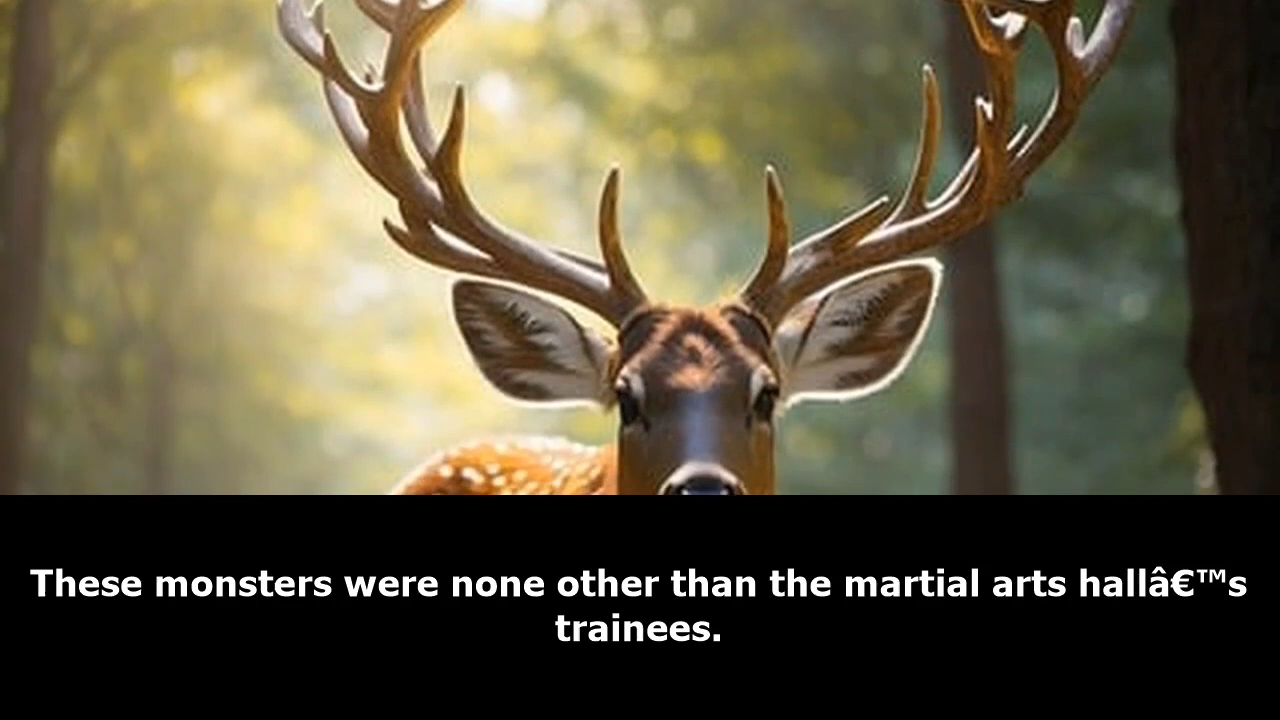 These monsters were none other than the martial arts hallâ€™s
trainees.